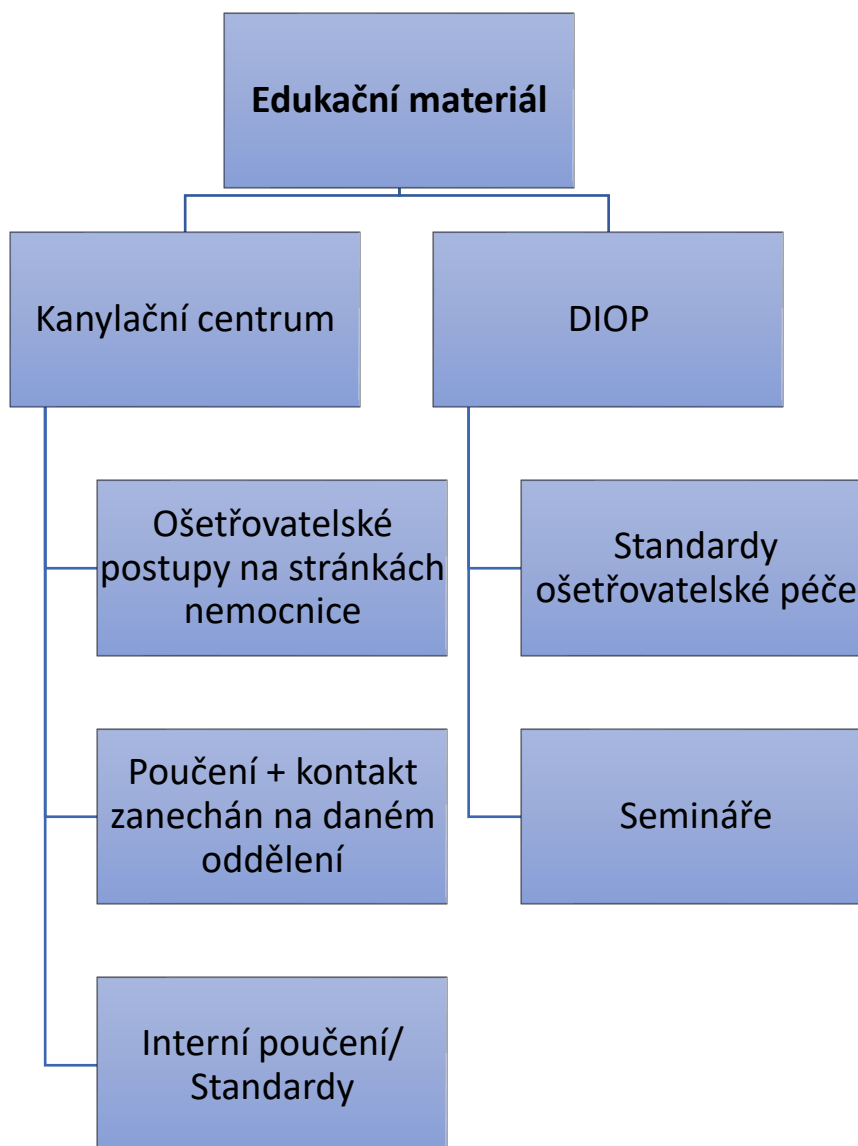 Edukační materiál
Kanylační centrum
DIOP
Ošetřovatelské
postupy na stránkách
nemocnice
Standardy
ošetřovatelské péče
Poučení + kontakt
zanechán na daném
oddělení
Semináře
Interní poučení/
Standardy